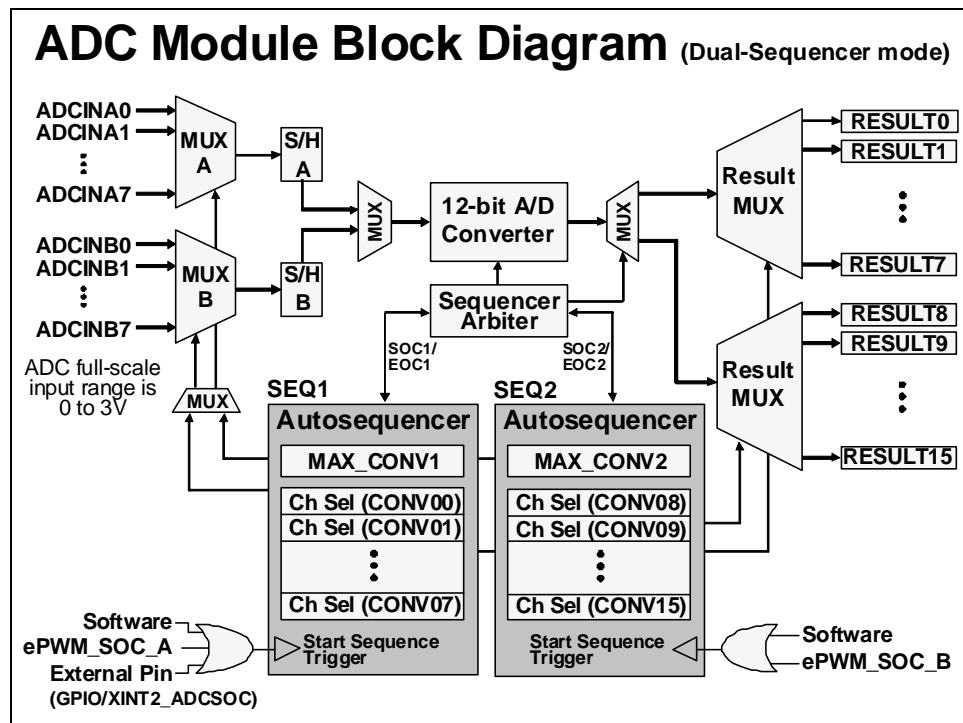 ADC Module Block Diagram (Dual-Sequencer mode)
ADCINA0
ADCINA1
ADCINA7
MUX
A
S/H
A
ADCINB0
ADCINB1
ADCINB7
MUX
B
S/H
B
MUX
12-bit A/D
Converter
MUX
Sequencer
Arbiter
Result
MUX
RESULT0
RESULT1
RESULT7
Result
MUX
RESULT8
RESULT9
RESULT15
ADC full-scale
input range is
0 to 3V
MUX
SOC1/
EOC1
SOC2/
EOC2
SEQ1
Autosequencer
MAX_CONV1
Ch Sel (CONV00)
Ch Sel (CONV01)
Ch Sel (CONV07)
Start Sequence
Trigger
SEQ2
Autosequencer
MAX_CONV2
Ch Sel (CONV08)
Ch Sel (CONV09)
Ch Sel (CONV15)
Start Sequence
Trigger
Software
ePWM_SOC_A
External Pin
(GPIO/XINT2_ADCSOC)
Software
ePWM_SOC_B